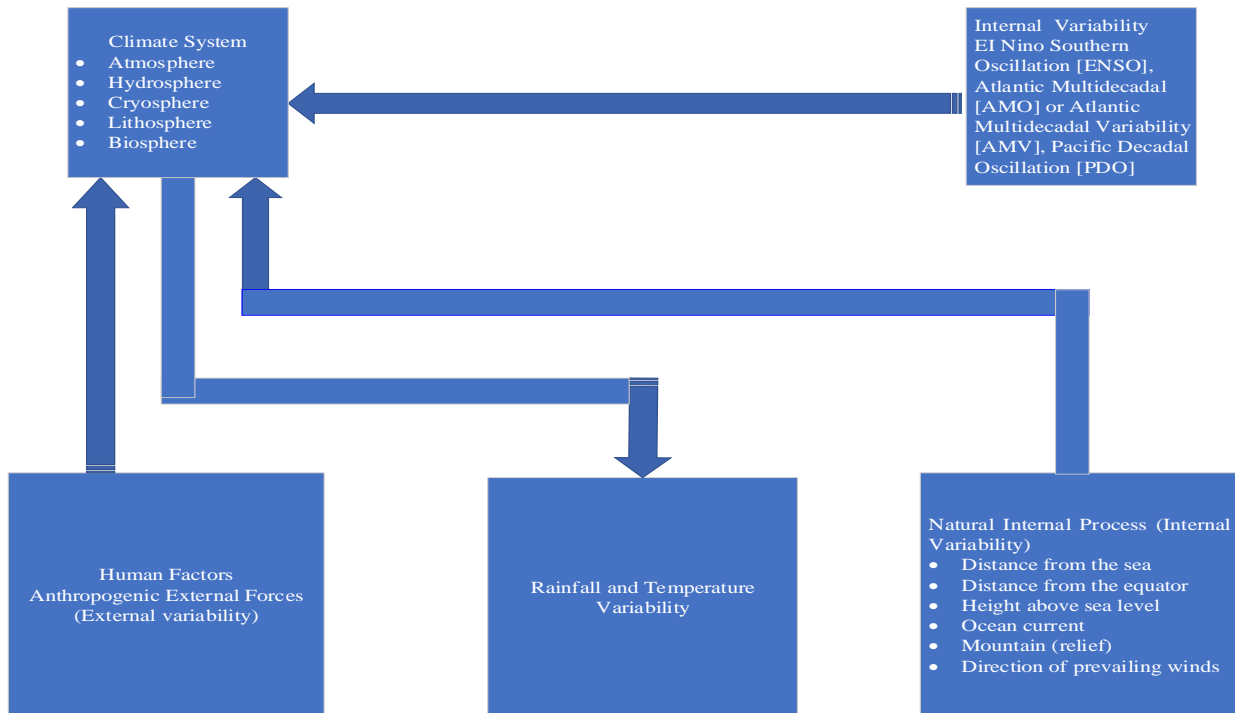 Climate System
• Atmosphere
• Hydrosphere
• Cryosphere
• Lithosphere
• Biosphere
Internal Variability
EI Nino Southern
Oscillation [ENSO],
Atlantic Multidecadal
[AMO] or Atlantic
Multidecadal Variability
[AMV], Pacific Decadal
Oscillation [PDO]
Human Factors
Anthropogenic External Forces
(External variability)
Rainfall and Temperature
Variability
Natural Internal Process (Internal
Variability)
• Distance from the sea
• Distance from the equator
• Height above sea level
• Ocean current
• Mountain (relief)
• Direction of prevailing winds